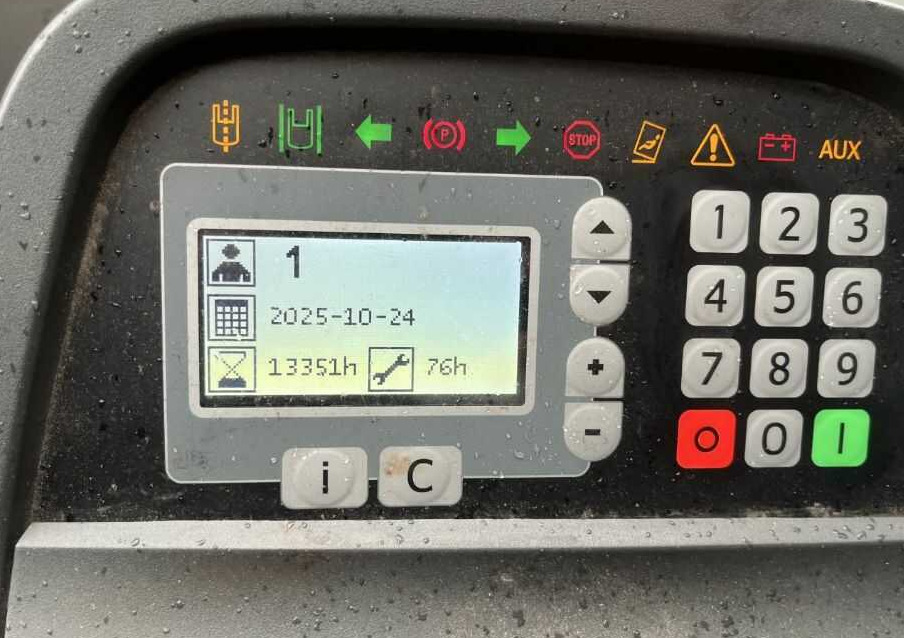 P
STOP
AUX
1
2025-10-24
13351h 76h
i C
+
-
1 2 3
4 5 6
7 8 9
O 0 I